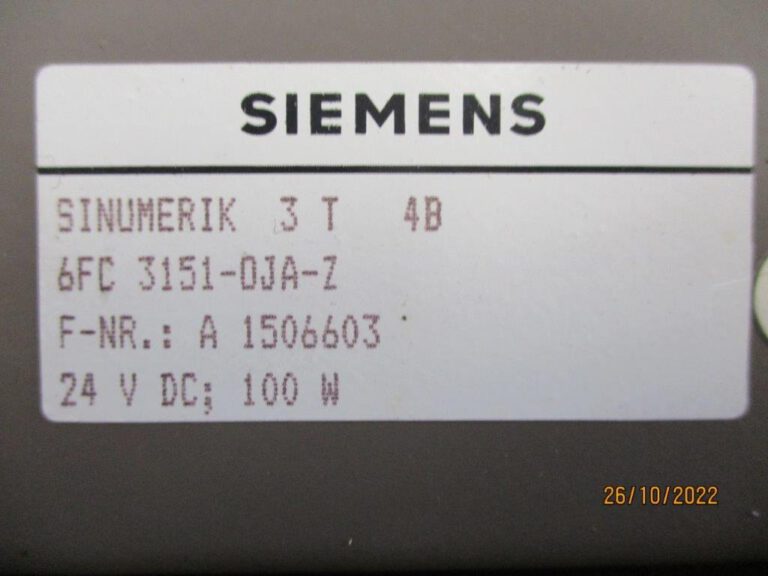 SIEMENS
SINUMERIK 3 T 4B
6FC 3151-0JA-Z
F-NR.: A 1506603
24 V DC; 100 W
26/10/2022